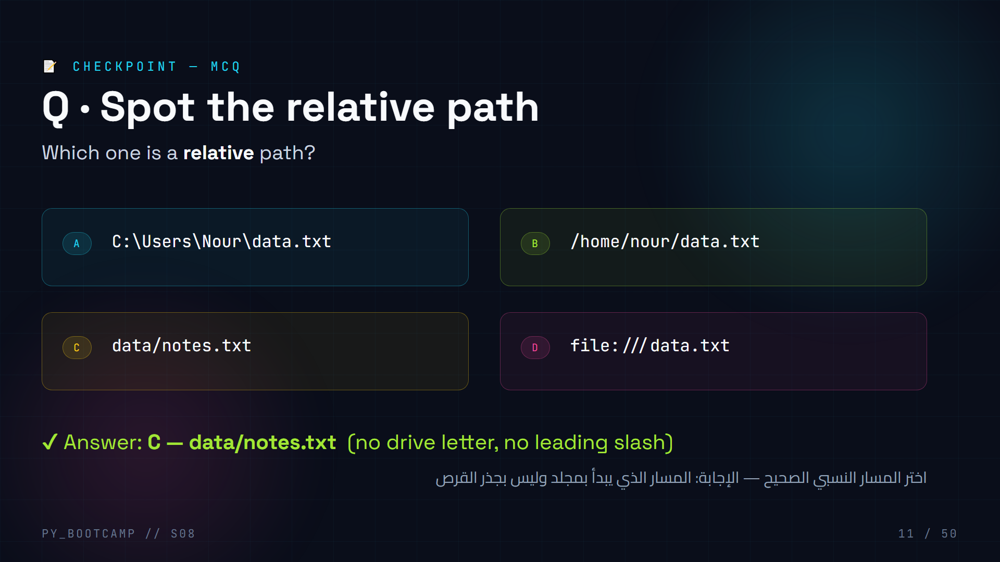 📝 CHECKPOINT — MCQ
Q · Spot the relative path
Which one is a relative path?
A C:\Users\Nour\data.txt
B /home/nour/data.txt
C data/notes.txt
D file:///data.txt
✓ Answer: C — data/notes.txt (no drive letter, no leading slash)
اختر المسار النسبي الصحيح — الإجابة: المسار الذي يبدأ بمجلد وليس بجذر القرص
PY_BOOTCAMP // S08
11 / 50